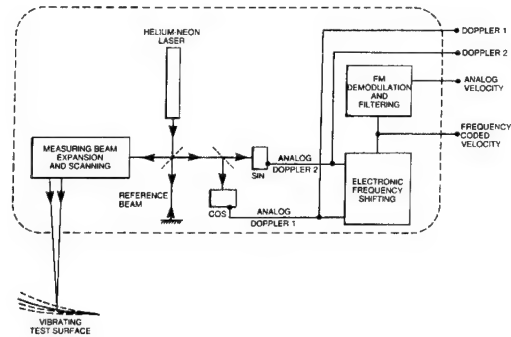 HELIUM-NEON
LASER
DOPPLER 1
DOPPLER 2
FM
DEMODULATION
AND
FILTERING
ANALOG
VELOCITY
MEASURING BEAM
EXPANSION
AND SCANNING
FREQUENCY
CODED
VELOCITY
SIN
ANALOG
DOPPLER 2
REFERENCE
BEAM
COS
ANALOG
DOPPLER 1
ELECTRONIC
FREQUENCY
SHIFTING
VIBRATING
TEST SURFACE